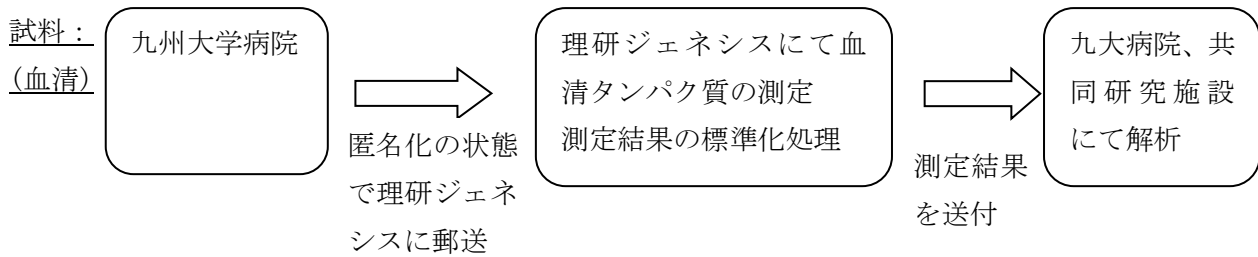 試料：
(血清)
九州大学病院
匿名化の状態
で理研ジェネ
シスに郵送
理研ジェネシスにて血
清タンパク質の測定
測定結果の標準化処理
測定結果
を送付
九大病院、共
同研究施設
にて解析